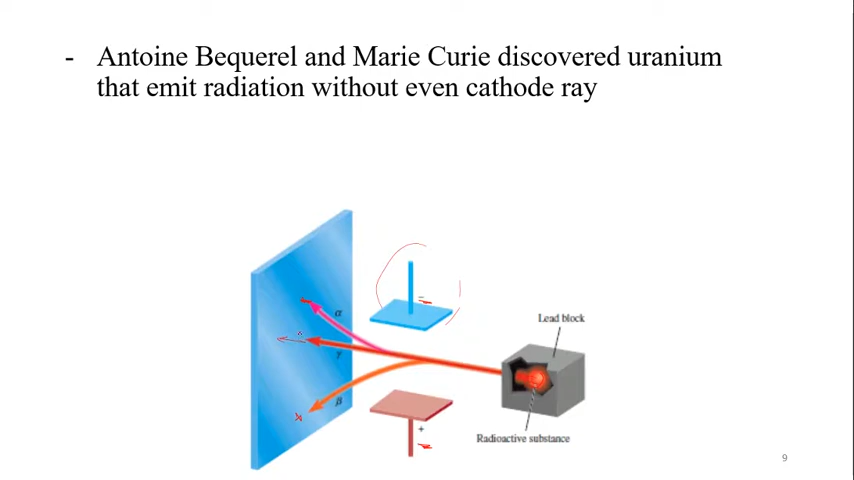 - Antoine Bequerel and Marie Curie discovered uranium
that emit radiation without even cathode ray
−
α
Lead block
γ
β
+
Radioactive substance
9